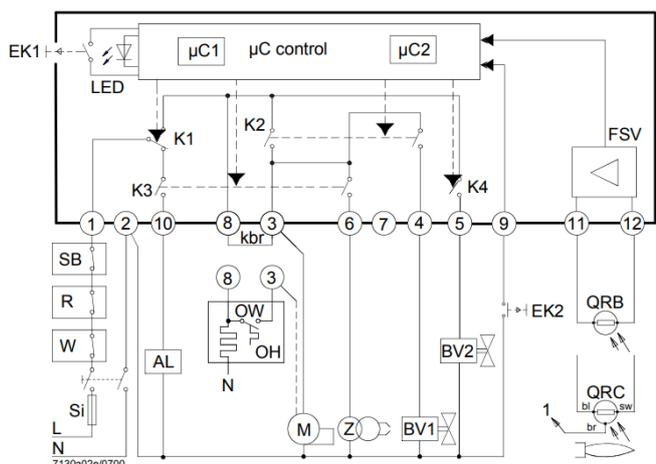 EK1
LED
µC1
µC control
µC2
FSV
K1
K2
K3
K4
1
2
10
8
3
6
7
4
5
9
11
12
kbr
SB
R
W
Si
L
N
AL
8
3
OW
OH
N
M
Z
BV1
BV2
EK2
QRB
QRC
bl
sw
br
1
7130a02e/0700